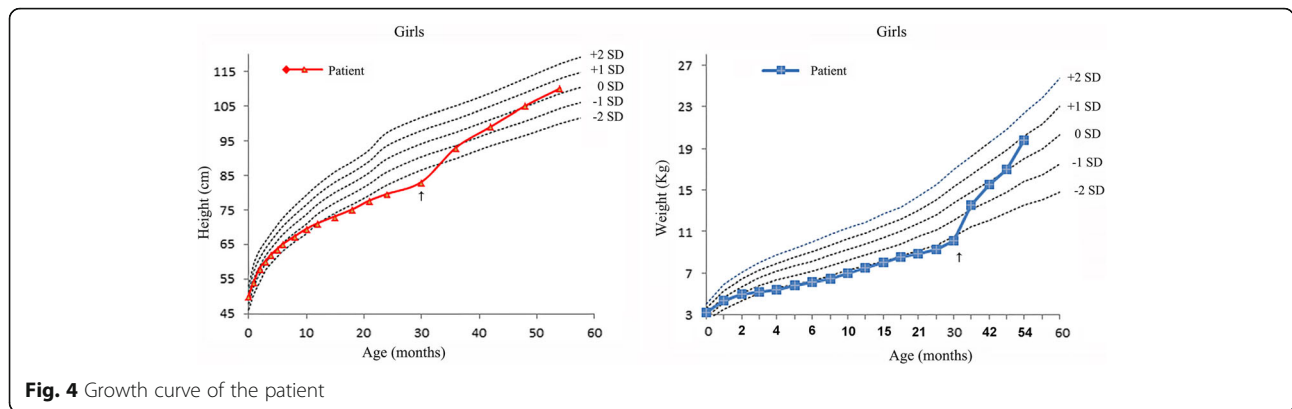 Girls
Patient
+2 SD
+1 SD
0 SD
-1 SD
-2 SD
115
105
95
85
75
65
55
45
Height (cm)
↑
0 10 20 30 40 50 60
Age (months)
Girls
Patient
+2 SD
+1 SD
0 SD
-1 SD
-2 SD
27
23
19
15
11
7
3
Weight (Kg)
↑
0 2 4 6 10 15 21 30 42 54 60
Age (months)
Fig. 4 Growth curve of the patient